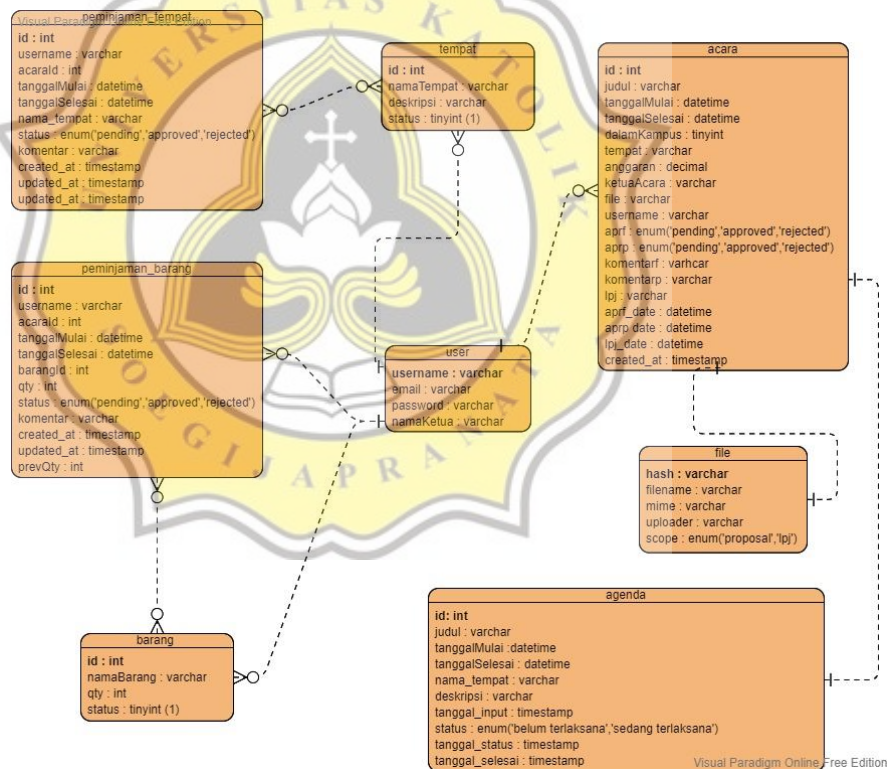 peminjaman_tempat
Visual Paradigm Online Free Edition
id : int
username : varchar
acaraId : int
tanggalMulai : datetime
tanggalSelesai : datetime
nama_tempat : varchar
status : enum('pending','approved','rejected')
komentar : varchar
created_at : timestamp
updated_at : timestamp
updated_at : timestamp
tempat
id : int
namaTempat : varchar
deskripsi : varchar
status : tinyint (1)
acara
id : int
judul : varchar
tanggalMulai : datetime
tanggalSelesai : datetime
dalamKampus : tinyint
tempat : varchar
anggaran : decimal
ketuaAcara : varchar
file : varchar
username : varchar
aprf : enum('pending','approved','rejected')
aprp : enum('pending','approved','rejected')
komentarf : varhcar
komentarp : varchar
lpj : varchar
aprf_date : datetime
aprp date : datetime
lpj_date : datetime
created_at : timestamp
peminjaman_barang
id : int
username : varchar
acaraId : int
tanggalMulai : datetime
tanggalSelesai : datetime
barangId : int
qty : int
status : enum('pending','approved','rejected')
komentar : varchar
created_at : timestamp
updated_at : timestamp
prevQty : int
user
username : varchar
email : varchar
password : varchar
namaKetua : varchar
file
hash : varchar
filename : varchar
mime : varchar
uploader : varchar
scope : enum('proposal','lpj')
barang
id : int
namaBarang : varchar
qty : int
status : tinyint (1)
agenda
id: int
judul : varchar
tanggalMulai :datetime
tanggalSelesai : datetime
nama_tempat : varchar
deskripsi : varchar
tanggal_input : timestamp
status : enum('belum terlaksana','sedang terlaksana')
tanggal_status : timestamp
tanggal_selesai : timestamp
Visual Paradigm Online Free Edition
UNIVERSITAS KATOLIK
SOEGIJAPRANATA